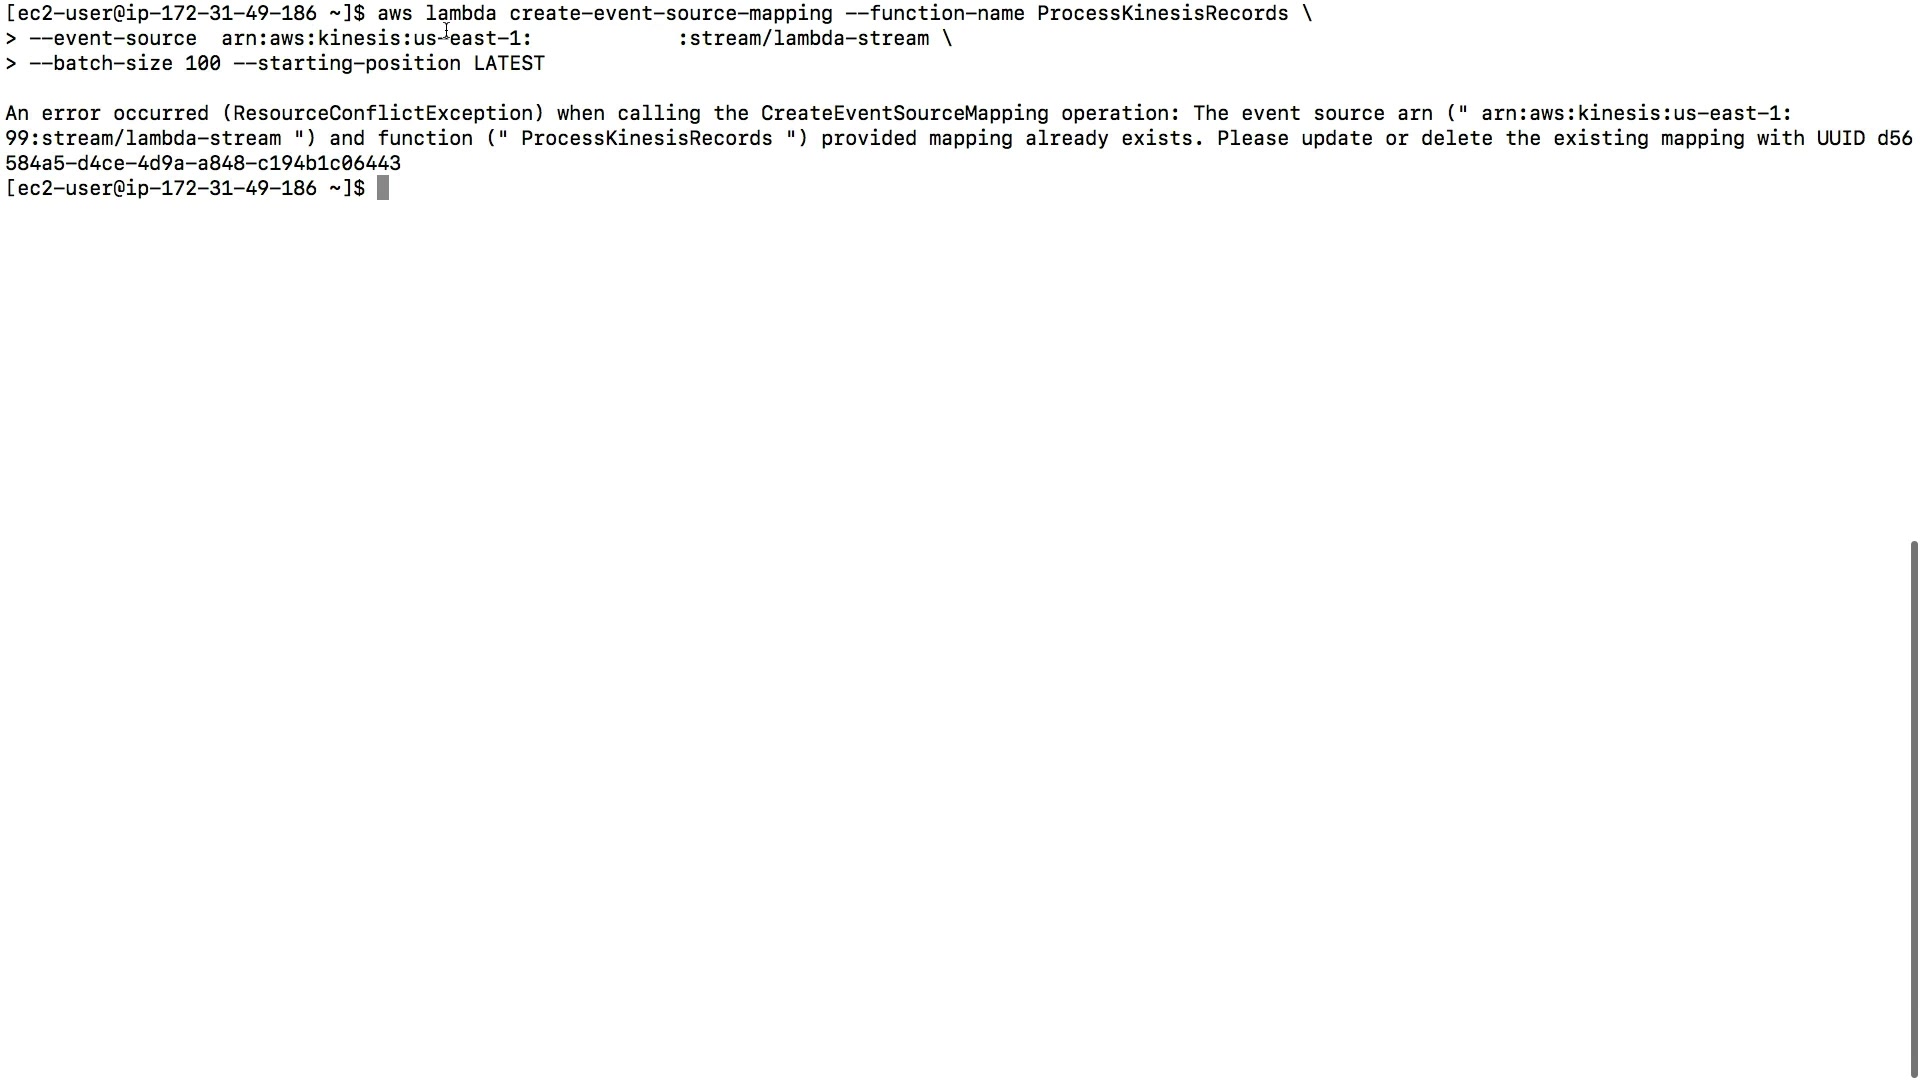 [ec2-user@ip-172-31-49-186 ~]$ aws lambda create-event-source-mapping --function-name ProcessKinesisRecords \
> --event-source  arn:aws:kinesis:us-east-1:            :stream/lambda-stream \
> --batch-size 100 --starting-position LATEST
An error occurred (ResourceConflictException) when calling the CreateEventSourceMapping operation: The event source arn (" arn:aws:kinesis:us-east-1:
99:stream/lambda-stream ") and function (" ProcessKinesisRecords ") provided mapping already exists. Please update or delete the existing mapping with UUID d56
584a5-d4ce-4d9a-a848-c194b1c06443
[ec2-user@ip-172-31-49-186 ~]$